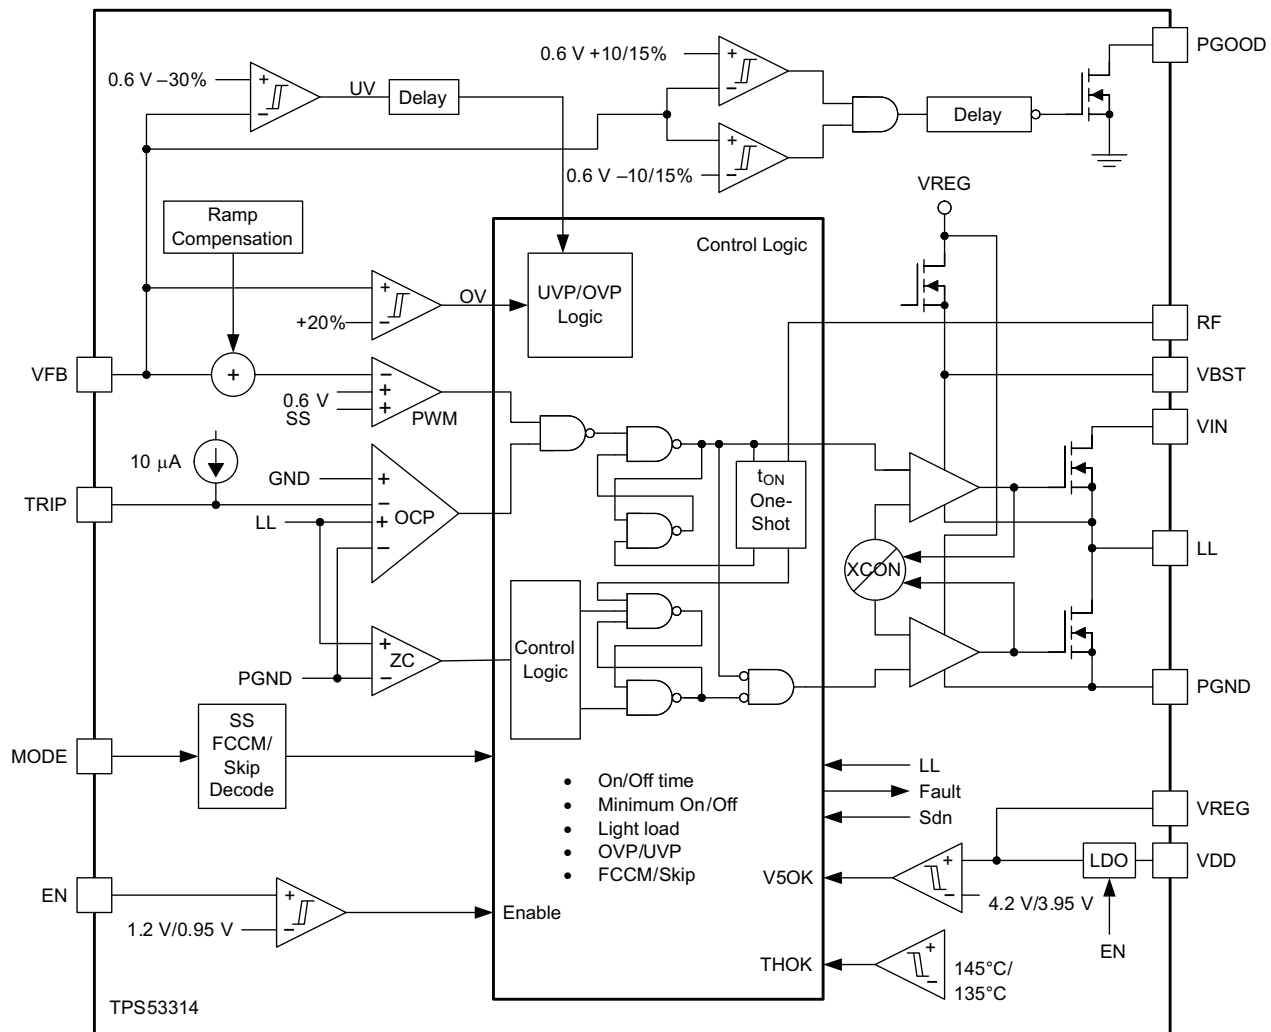 PGOOD
0.6 V +10/15%
0.6 V –30%
+
–
UV
Delay
+
–
Delay
+
–
0.6 V –10/15%
VREG
Ramp
Compensation
Control Logic
UVP/OVP
Logic
+
–
OV
+20%
RF
VFB
+
–
+
+
0.6 V
SS
PWM
VBST
VIN
10 μA
GND
+
–
+
–
OCP
TRIP
LL
tON
One-
Shot
XCON
LL
Control
Logic
+
–
ZC
PGND
PGND
MODE
SS
FCCM/
Skip
Decode
• On/Off time
• Minimum On/Off
• Light load
• OVP/UVP
• FCCM/Skip
LL
Fault
Sdn
VREG
LDO
VDD
V5OK
+
–
4.2 V/3.95 V
EN
EN
+
–
1.2 V/0.95 V
Enable
THOK
+
–
145°C/
135°C
TPS53314